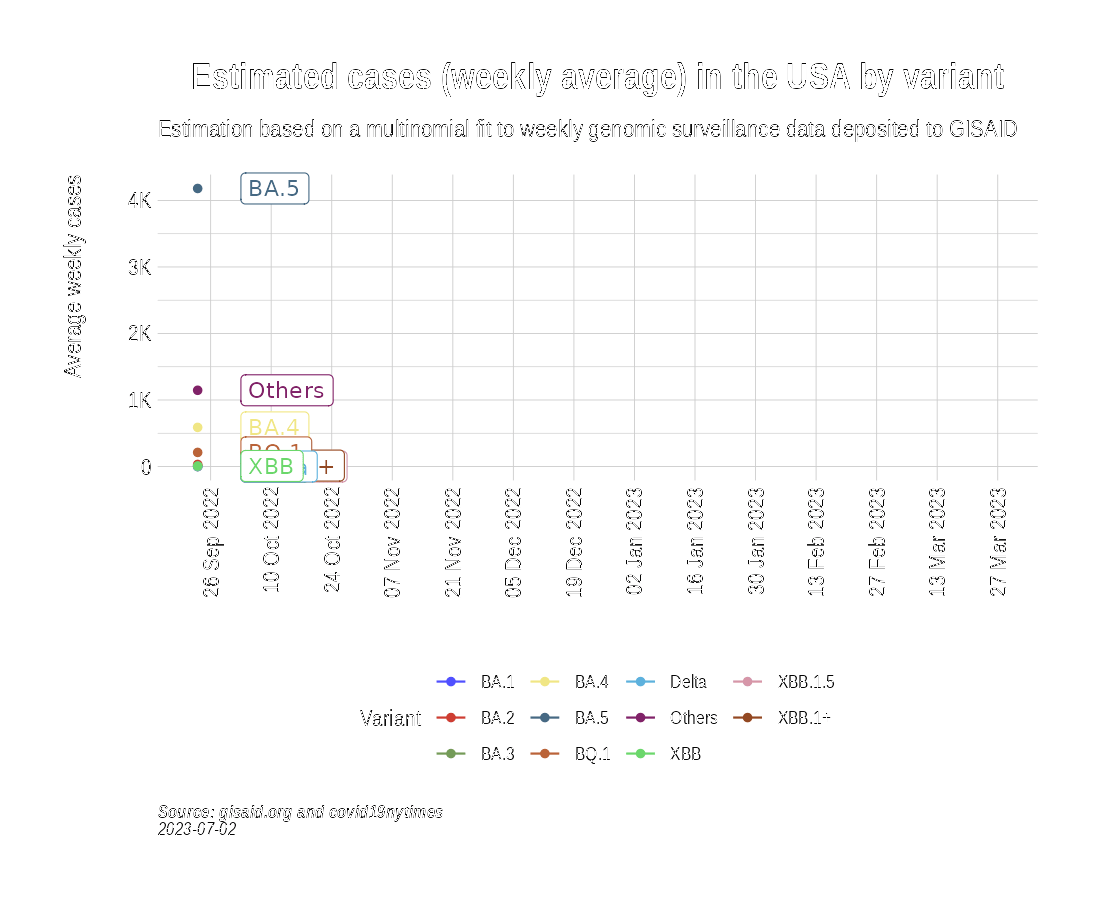 Estimated cases (weekly average) in the USA by variant
Estimation based on a multinomial fit to weekly genomic surveillance data deposited to GISAID
Average weekly cases
4K
3K
2K
1K
0
BA.5
Others
BA.4
BQ.1
XBB
+
26 Sep 2022
10 Oct 2022
24 Oct 2022
07 Nov 2022
21 Nov 2022
05 Dec 2022
19 Dec 2022
02 Jan 2023
16 Jan 2023
30 Jan 2023
13 Feb 2023
27 Feb 2023
13 Mar 2023
27 Mar 2023
Variant
BA.1
BA.2
BA.3
BA.4
BA.5
BQ.1
Delta
Others
XBB
XBB.1.5
XBB.1+
Source: gisaid.org and covid19nytimes
2023-07-02